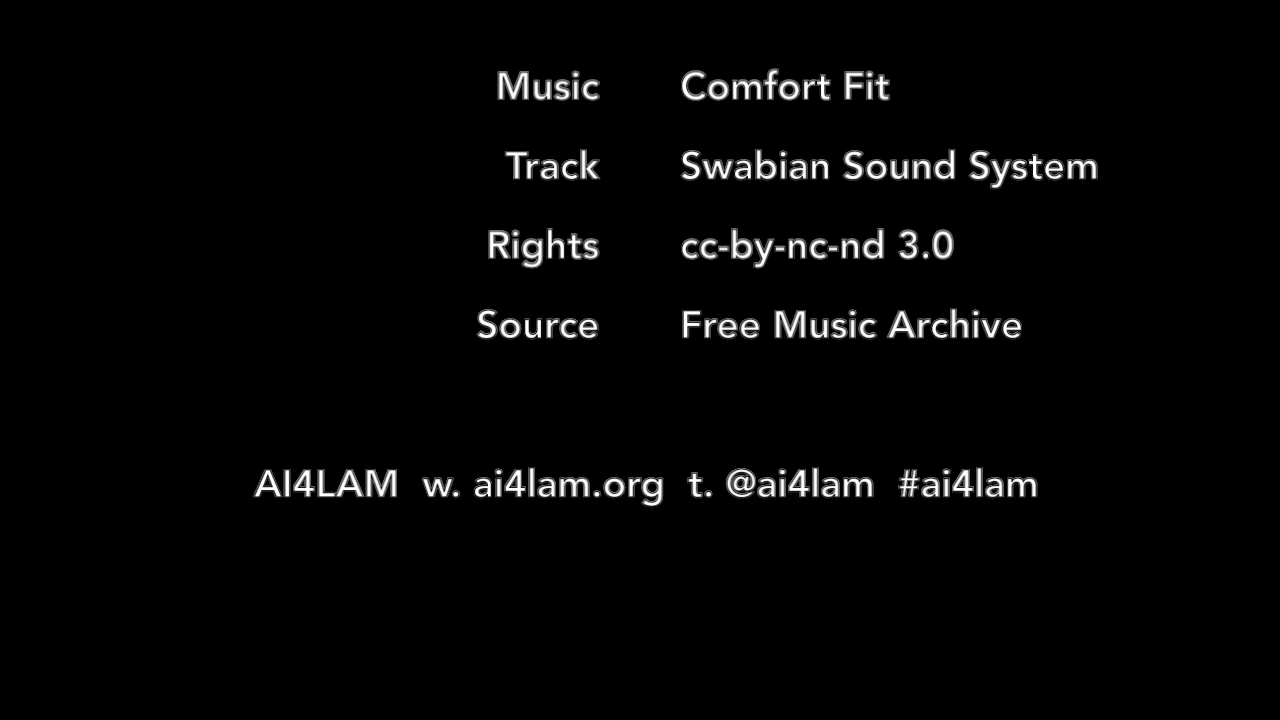 Music Comfort Fit
Track Swabian Sound System
Rights cc-by-nc-nd 3.0
Source Free Music Archive
AI4LAM w. ai4lam.org t. @ai4lam #ai4lam